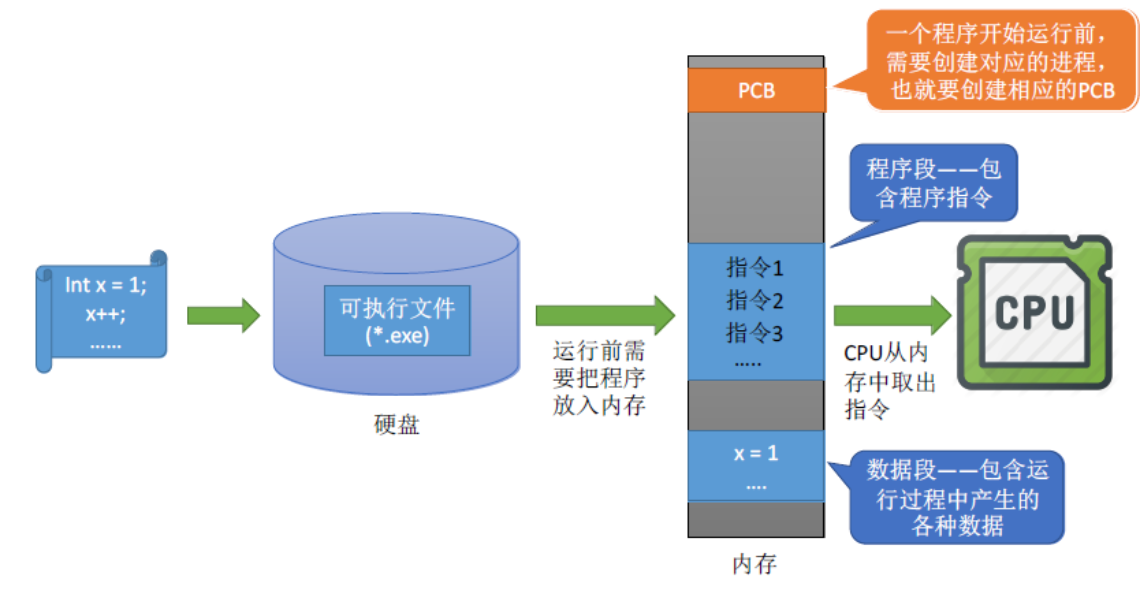 一个程序开始运行前，
需要创建对应的进程，
也就要创建相应的PCB
PCB
程序段——包
含程序指令
Int x = 1;
x++;
……
可执行文件
(*.exe)
硬盘
运行前需
要把程序
放入内存
指令1
指令2
指令3
…..
CPU从内
存中取出
指令
CPU
x = 1
….
数据段——包含运
行过程中产生的
各种数据
内存